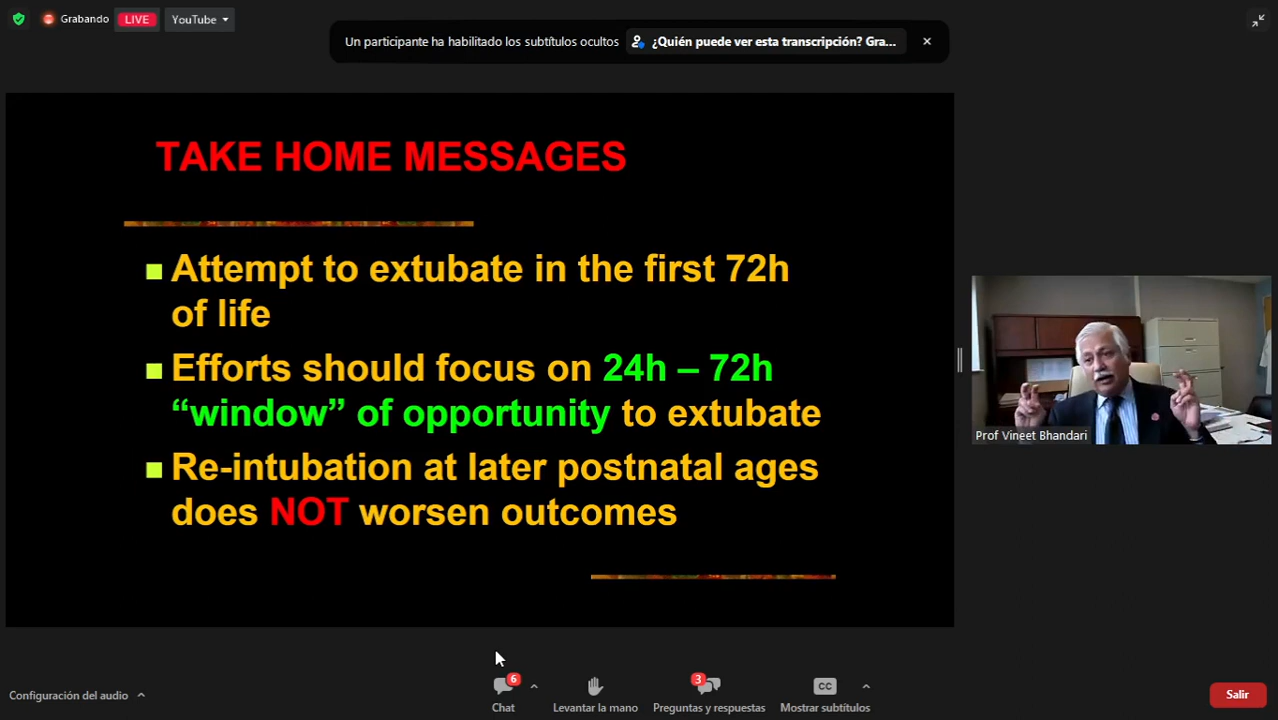 Grabando
LIVE
YouTube
Un participante ha habilitado los subtítulos ocultos
¿Quién puede ver esta transcripción? Gra...
TAKE HOME MESSAGES
Attempt to extubate in the first 72h
of life
Efforts should focus on 24h – 72h
“window” of opportunity to extubate
Re-intubation at later postnatal ages
does NOT worsen outcomes
Prof Vineet Bhandari
Configuración del audio
6
Chat
Levantar la mano
3
Preguntas y respuestas
CC
Mostrar subtítulos
Salir